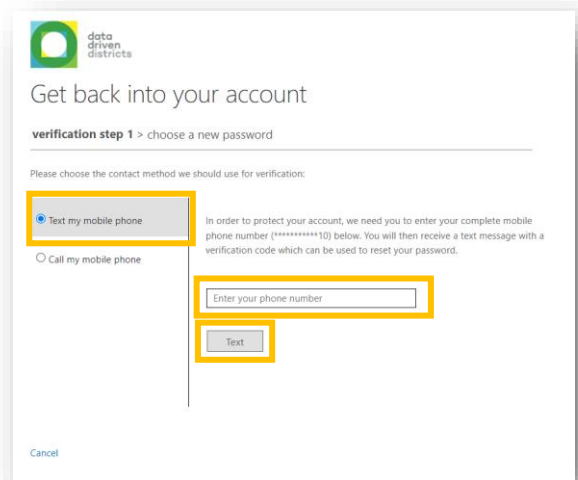 data
driven
districts
Get back into your account
verification step 1 > choose a new password
Please choose the contact method we should use for verification:
Text my mobile phone
Call my mobile phone
In order to protect your account, we need you to enter your complete mobile
phone number (***********10) below. You will then receive a text message with a
verification code which can be used to reset your password.
Enter your phone number
Text
Cancel